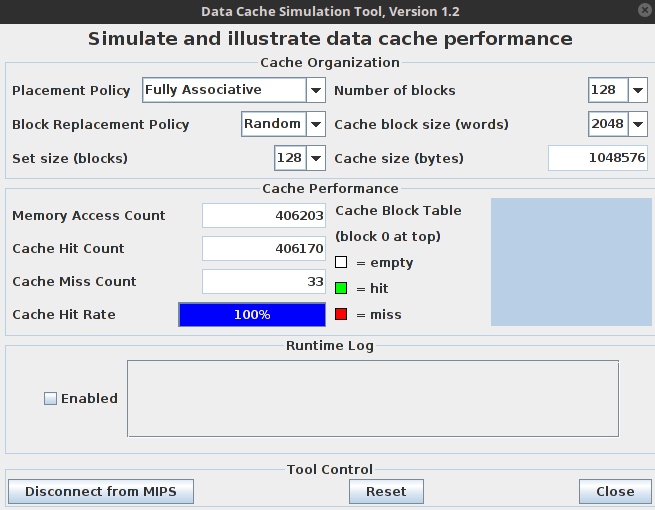 Data Cache Simulation Tool, Version 1.2
Simulate and illustrate data cache performance
Cache Organization
Placement Policy Fully Associative Number of blocks 128
Block Replacement Policy Random Cache block size (words) 2048
Set size (blocks) 128 Cache size (bytes) 1048576
Cache Performance
Memory Access Count 406203 Cache Block Table
(block 0 at top)
Cache Hit Count 406170
= empty
Cache Miss Count 33
= hit
Cache Hit Rate 100%
= miss
Runtime Log
Enabled
Tool Control
Disconnect from MIPS Reset Close